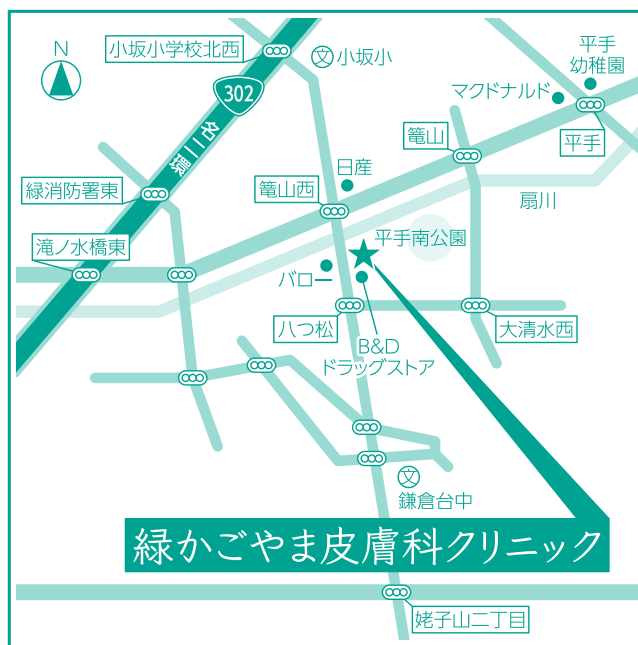 N
小坂小学校北西
文
小坂小
平手
幼稚園
302
マクドナルド
名二環
籠山
平手
日産
緑消防署東
籠山西
扇川
平手南公園
滝ノ水橋東
バロー
八つ松
大清水西
B&D
ドラッグストア
文
鎌倉台中
緑かごやま皮膚科クリニック
姥子山二丁目